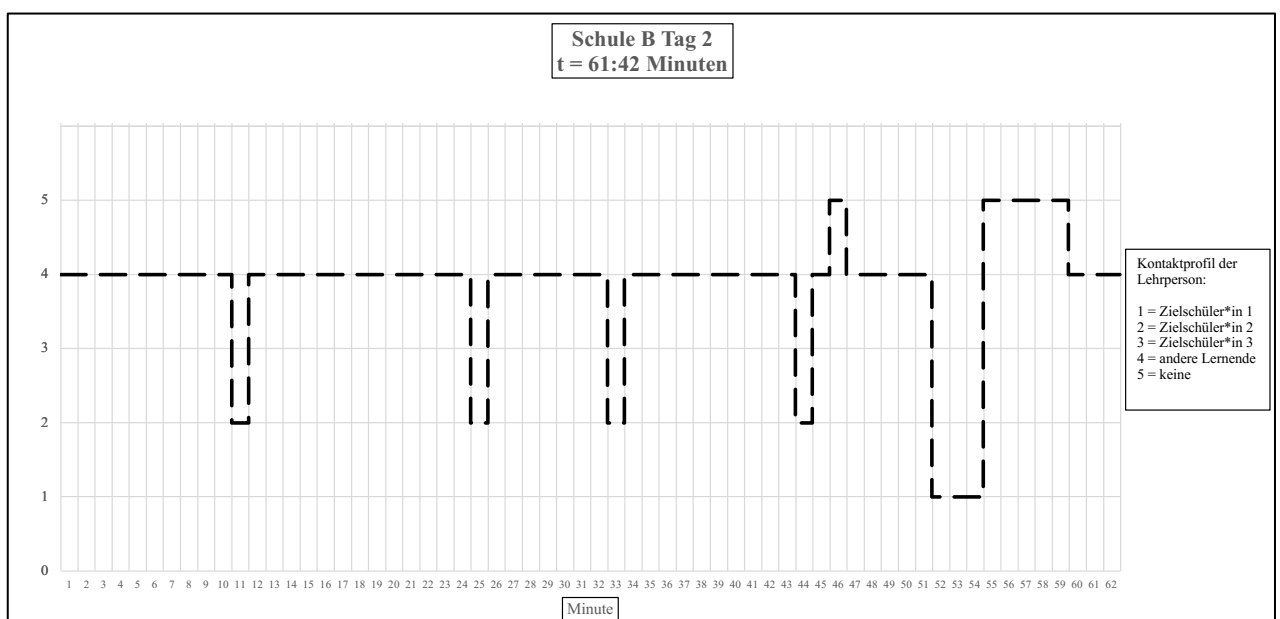 Schule B Tag 2
t = 61:42 Minuten
5
4
3
2
1
0
1 2 3 4 5 6 7 8 9 10 11 12 13 14 15 16 17 18 19 20 21 22 23 24 25 26 27 28 29 30 31 32 33 34 35 36 37 38 39 40 41 42 43 44 45 46 47 48 49 50 51 52 53 54 55 56 57 58 59 60 61 62
Minute
Kontaktprofil der
Lehrperson:
1 = Zielschüler*in 1
2 = Zielschüler*in 2
3 = Zielschüler*in 3
4 = andere Lernende
5 = keine